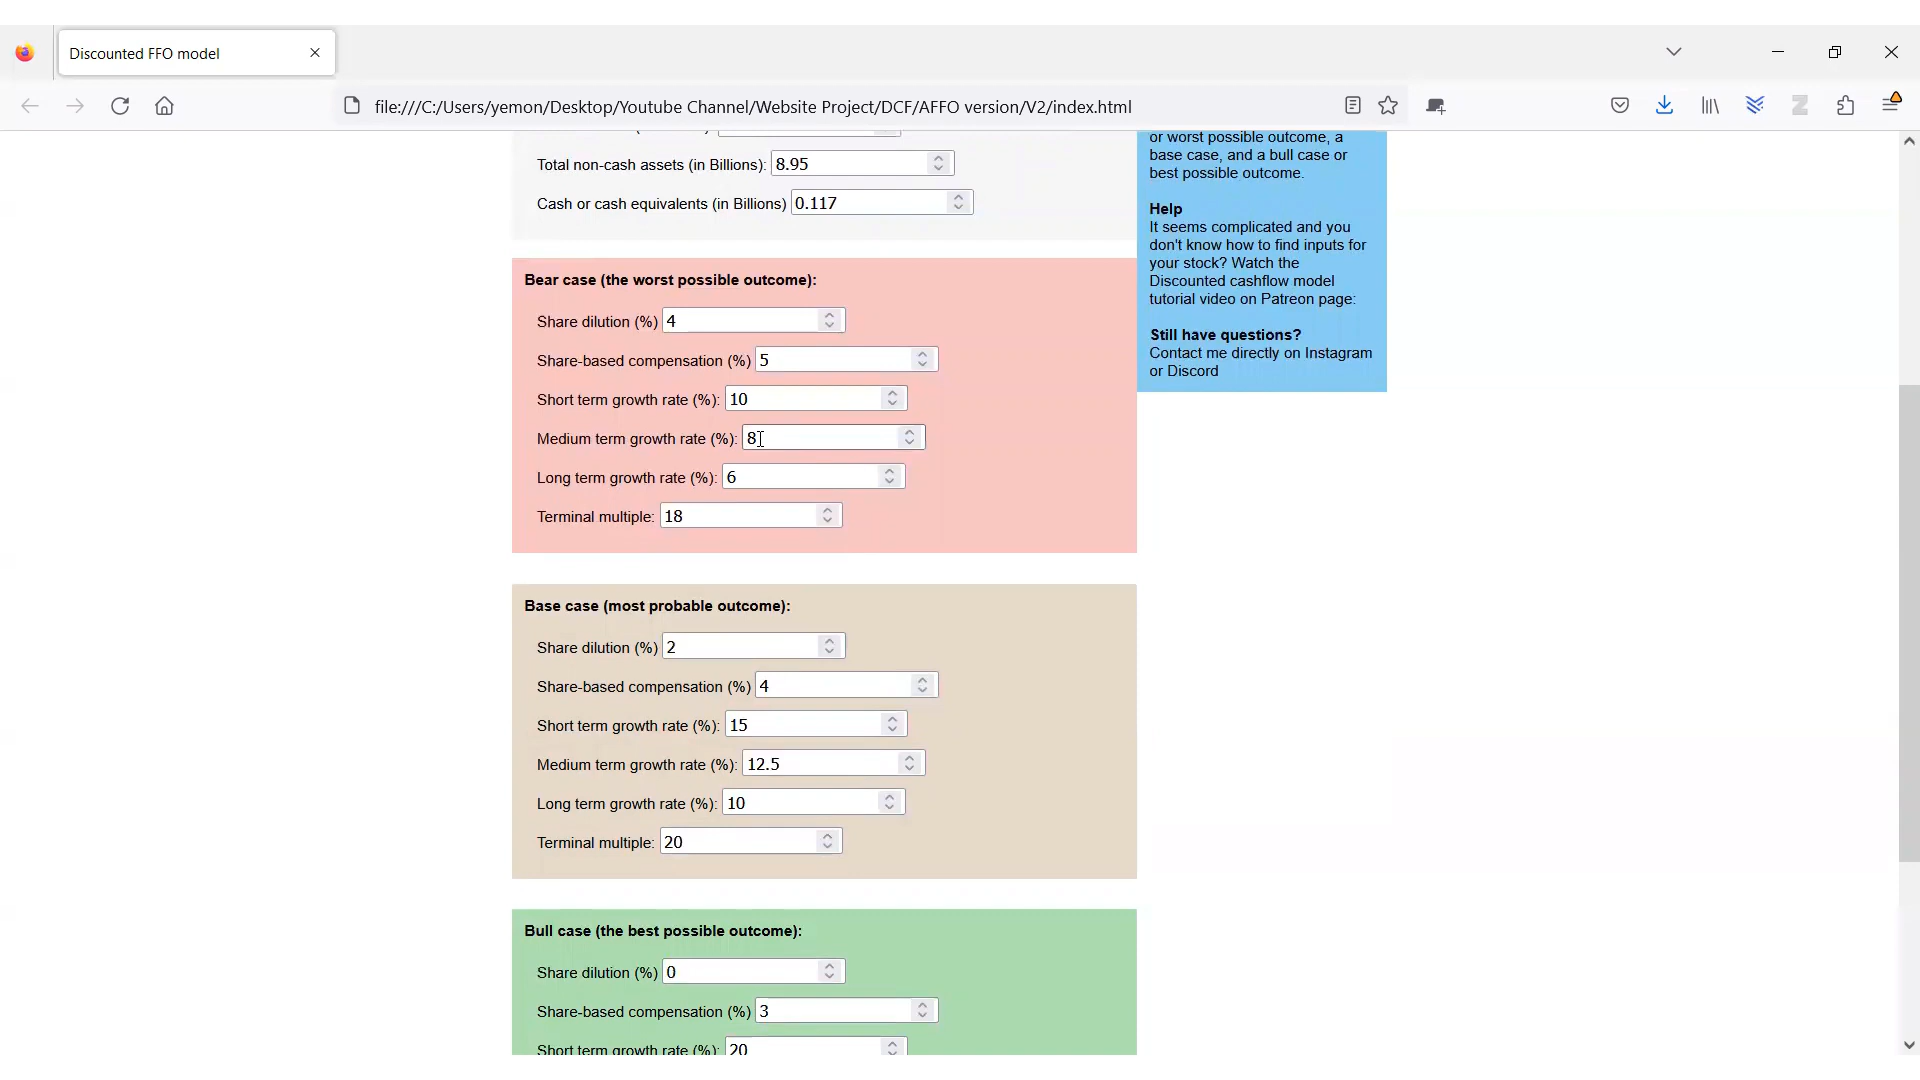 Discounted FFO model
file:///C:/Users/yemon/Desktop/Youtube Channel/Website Project/DCF/AFFO version/V2/index.html
Total non-cash assets (in Billions): 8.95
Cash or cash equivalents (in Billions) 0.117
Bear case (the worst possible outcome):
Share dilution (%) 4
Share-based compensation (%) 5
Short term growth rate (%): 10
Medium term growth rate (%): 8
Long term growth rate (%): 6
Terminal multiple: 18
Base case (most probable outcome):
Share dilution (%) 2
Share-based compensation (%) 4
Short term growth rate (%): 15
Medium term growth rate (%): 12.5
Long term growth rate (%): 10
Terminal multiple: 20
Bull case (the best possible outcome):
Share dilution (%) 0
Share-based compensation (%) 3
Short term growth rate (%): 20
or worst possible outcome, a
base case, and a bull case or
best possible outcome.
Help
It seems complicated and you
don't know how to find inputs for
your stock? Watch the
Discounted cashflow model
tutorial video on Patreon page:
Still have questions?
Contact me directly on Instagram
or Discord